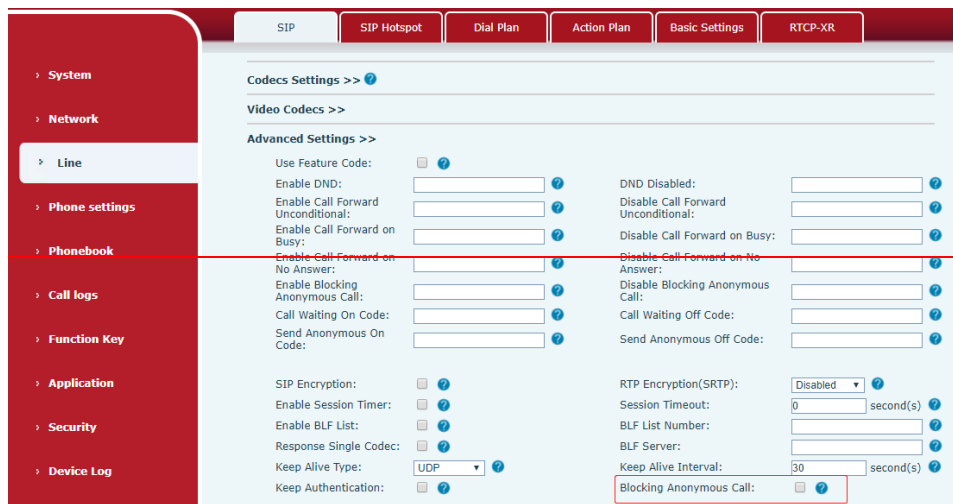 SIP
SIP Hotspot
Dial Plan
Action Plan
Basic Settings
RTCP-XR
› System
› Network
› Line
› Phone settings
› Phonebook
› Call logs
› Function Key
› Application
› Security
› Device Log
Codecs Settings >> ?
Video Codecs >>
Advanced Settings >>
Use Feature Code: ?
Enable DND: ?
DND Disabled: ?
Enable Call Forward
Unconditional: ?
Disable Call Forward
Unconditional: ?
Enable Call Forward on
Busy: ?
Disable Call Forward on Busy: ?
Enable Call Forward on
No Answer: ?
Disable Call Forward on No
Answer: ?
Enable Blocking
Anonymous Call: ?
Disable Blocking Anonymous
Call: ?
Call Waiting On Code: ?
Call Waiting Off Code: ?
Send Anonymous On
Code: ?
Send Anonymous Off Code: ?
SIP Encryption: ?
RTP Encryption(SRTP): Disabled ?
Enable Session Timer: ?
Session Timeout: 0 second(s) ?
Enable BLF List: ?
BLF List Number: ?
Response Single Codec: ?
BLF Server: ?
Keep Alive Type: UDP ?
Keep Alive Interval: 30 second(s) ?
Keep Authentication: ?
Blocking Anonymous Call: ?